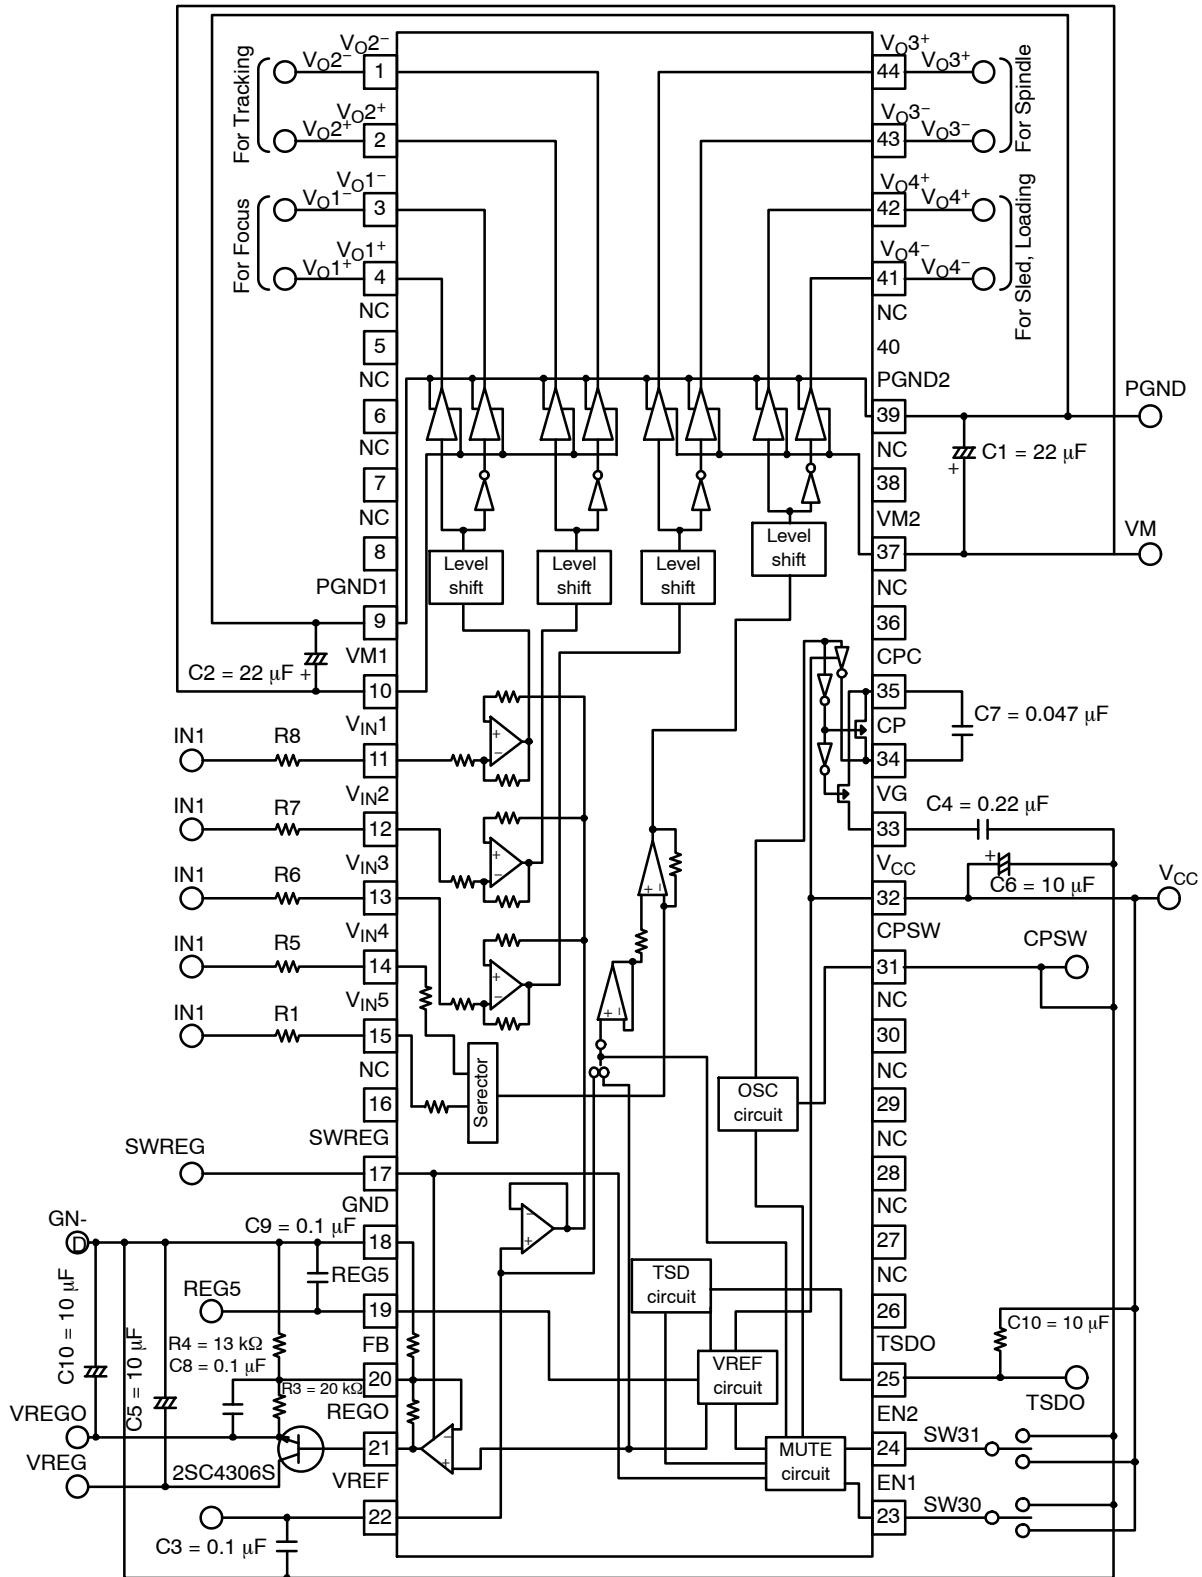 For Tracking
VO2−
VO2−
1
VO2+
VO2+
2
For Focus
VO1−
VO1−
3
VO1+
VO1+
4
NC
5
NC
6
NC
7
NC
8
PGND1
9
C2 = 22 μF +
VM1
10
IN1
R8
VIN1
11
IN1
R7
VIN2
12
IN1
R6
VIN3
13
IN1
R5
VIN4
14
IN1
R1
VIN5
15
NC
16
SWREG
SWREG
17
GND
GN-
D
C9 = 0.1 μF
18
REG5
REG5
19
C10 = 10 μF
C5 = 10 μF
R4 = 13 kΩ
C8 = 0.1 μF
FB
20
R3 = 20 kΩ
REGO
VREGO
21
VREG
2SC4306S
VREF
22
C3 = 0.1 μF
Level
shift
Level
shift
Level
shift
Level
shift
+
−
+
−
+
−
+
−
+
−
−
+
−
+
Serector
OSC
circuit
TSD
circuit
VREF
circuit
MUTE
circuit
VO3+
44
VO3+
VO3−
43
VO3−
For Spindle
VO4+
42
VO4+
VO4−
41
VO4−
For Sled, Loading
NC
40
PGND2
39
PGND
C1 = 22 μF
+
NC
38
VM2
37
VM
NC
36
CPC
35
C7 = 0.047 μF
CP
34
VG
33
C4 = 0.22 μF
+
C6 = 10 μF
VCC
32
VCC
CPSW
31
CPSW
NC
30
NC
29
NC
28
NC
27
NC
26
C10 = 10 μF
TSDO
25
TSDO
EN2
24
SW31
EN1
23
SW30